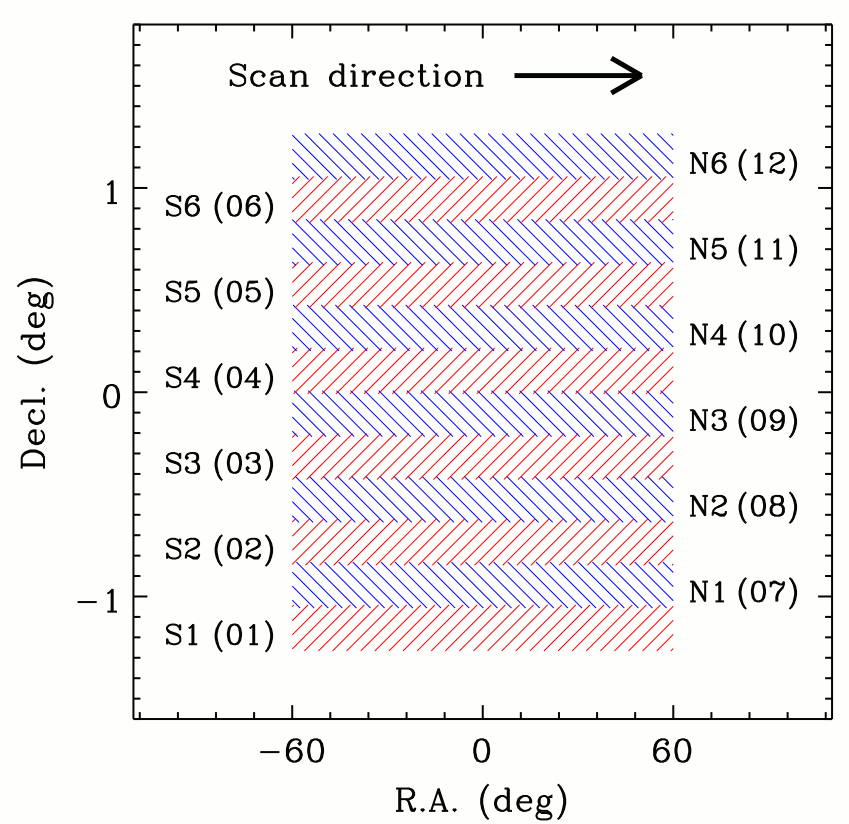 Scan direction
N6 (12)
1
S6 (06)
N5 (11)
S5 (05)
N4 (10)
S4 (04)
0
N3 (09)
S3 (03)
N2 (08)
S2 (02)
N1 (07)
−1
S1 (01)
Decl. (deg)
−60 0 60
R.A. (deg)